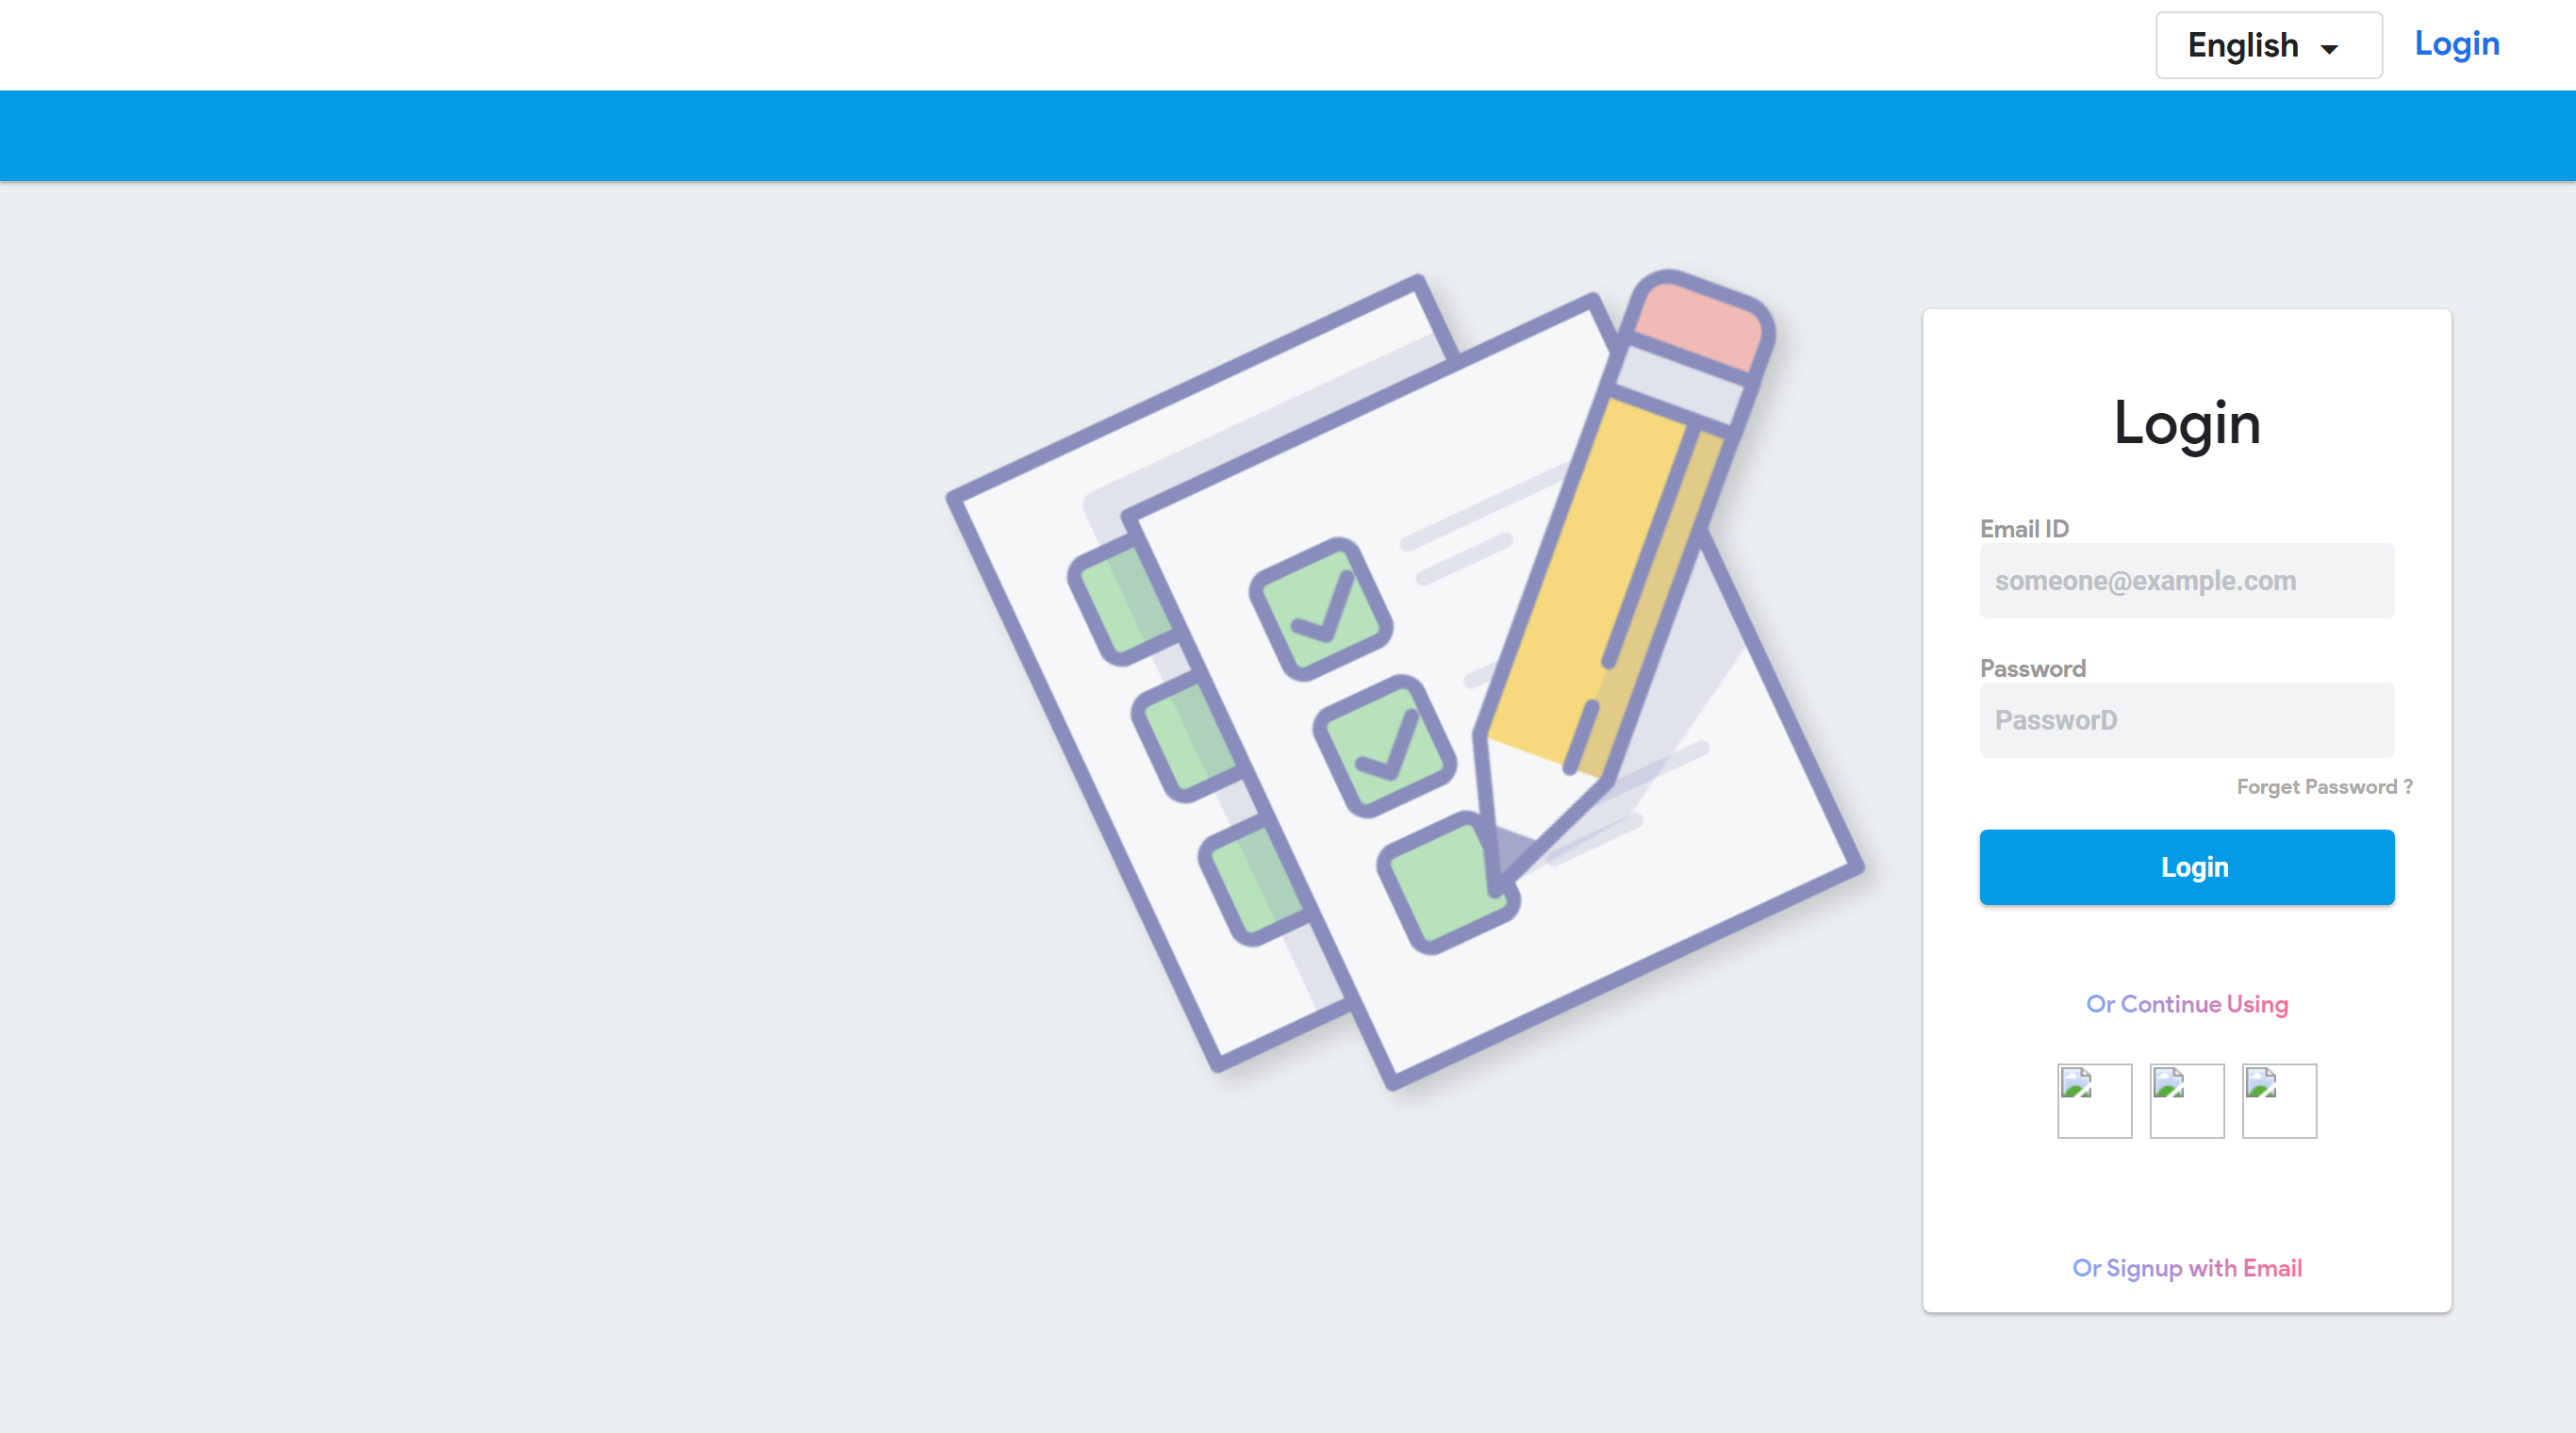 English
Login
Login
Email ID
someone@example.com
Password
PassworD
Forget Password ?
Login
Or Continue Using
Or Signup with Email